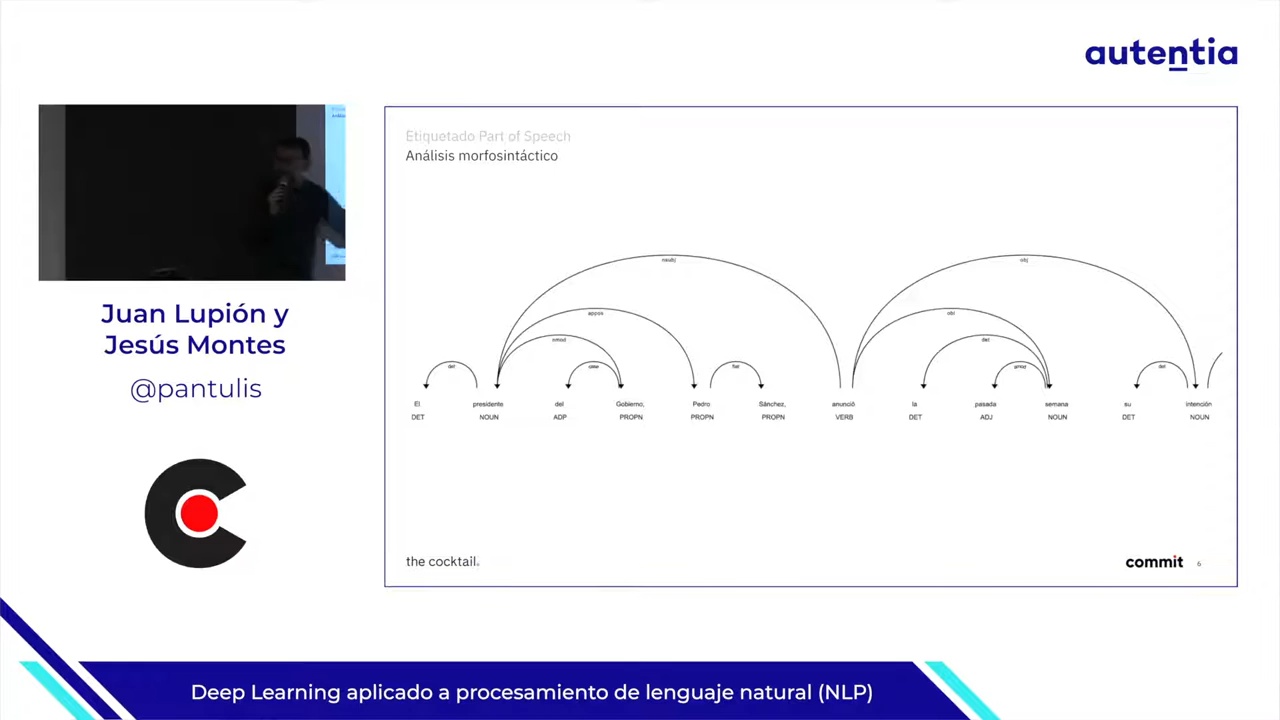 autentia
Etiquetado Part of Speech
Análisis morfosintáctico
nsubj
obj
appos
obl
nmod
det
det
case
flat
amod
det
El presidente del Gobierno, Pedro Sánchez, anunció la pasada semana su intención
DET NOUN ADP PROPN PROPN PROPN VERB DET ADJ NOUN DET NOUN
the cocktail.
commit 6
Juan Lupión y
Jesús Montes
@pantulis
Deep Learning aplicado a procesamiento de lenguaje natural (NLP)